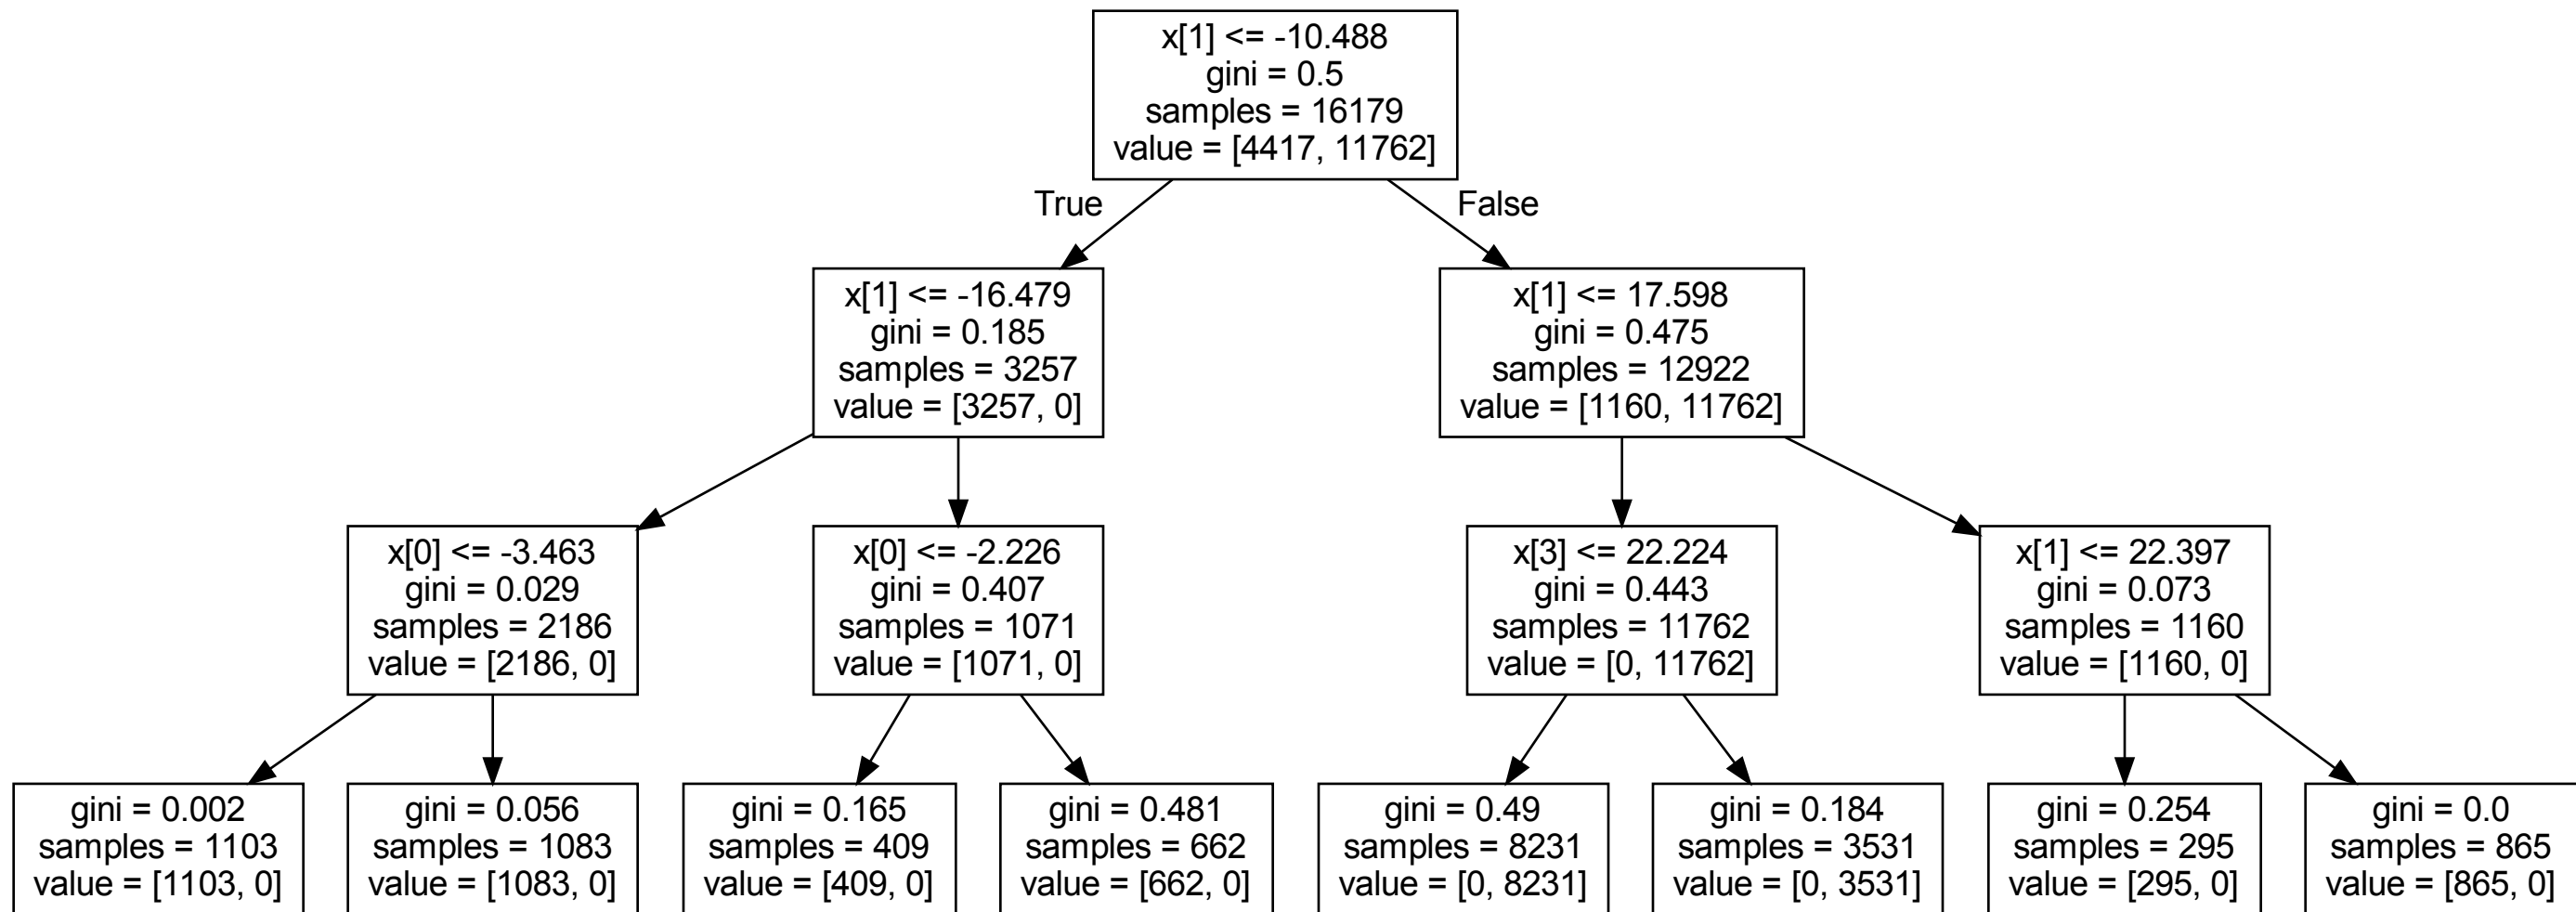 x[1] <= -10.488
gini = 0.5
samples = 16179
value = [4417, 11762]
True
False
x[1] <= -16.479
gini = 0.185
samples = 3257
value = [3257, 0]
x[1] <= 17.598
gini = 0.475
samples = 12922
value = [1160, 11762]
x[0] <= -3.463
gini = 0.029
samples = 2186
value = [2186, 0]
x[0] <= -2.226
gini = 0.407
samples = 1071
value = [1071, 0]
x[3] <= 22.224
gini = 0.443
samples = 11762
value = [0, 11762]
x[1] <= 22.397
gini = 0.073
samples = 1160
value = [1160, 0]
gini = 0.002
samples = 1103
value = [1103, 0]
gini = 0.056
samples = 1083
value = [1083, 0]
gini = 0.165
samples = 409
value = [409, 0]
gini = 0.481
samples = 662
value = [662, 0]
gini = 0.49
samples = 8231
value = [0, 8231]
gini = 0.184
samples = 3531
value = [0, 3531]
gini = 0.254
samples = 295
value = [295, 0]
gini = 0.0
samples = 865
value = [865, 0]